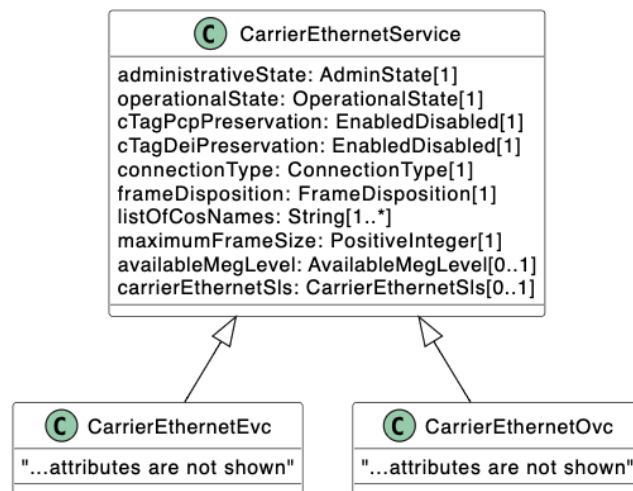 C CarrierEthernetService
administrativeState: AdminState[1]
operationalState: OperationalState[1]
cTagPcpPreservation: EnabledDisabled[1]
cTagDeiPreservation: EnabledDisabled[1]
connectionType: ConnectionType[1]
frameDisposition: FrameDisposition[1]
listOfCosNames: String[1..*]
maximumFrameSize: PositiveInteger[1]
availableMegLevel: AvailableMegLevel[0..1]
carrierEthernetSls: CarrierEthernetSls[0..1]
C CarrierEthernetEvc
"...attributes are not shown"
C CarrierEthernetOvc
"...attributes are not shown"